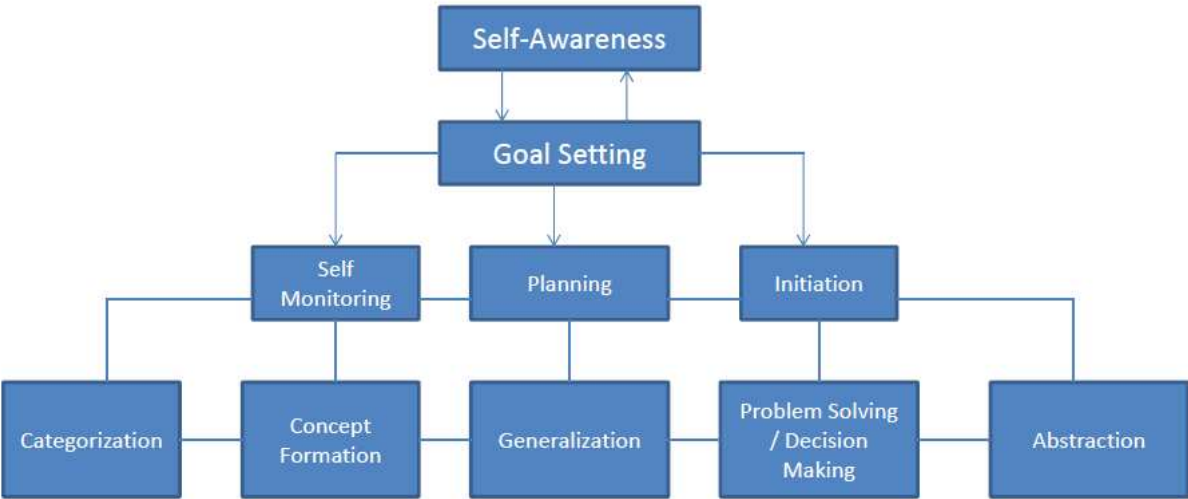 Self-Awareness
Goal Setting
Self
Monitoring
Planning
Initiation
Categorization
Concept
Formation
Generalization
Problem Solving
/ Decision
Making
Abstraction